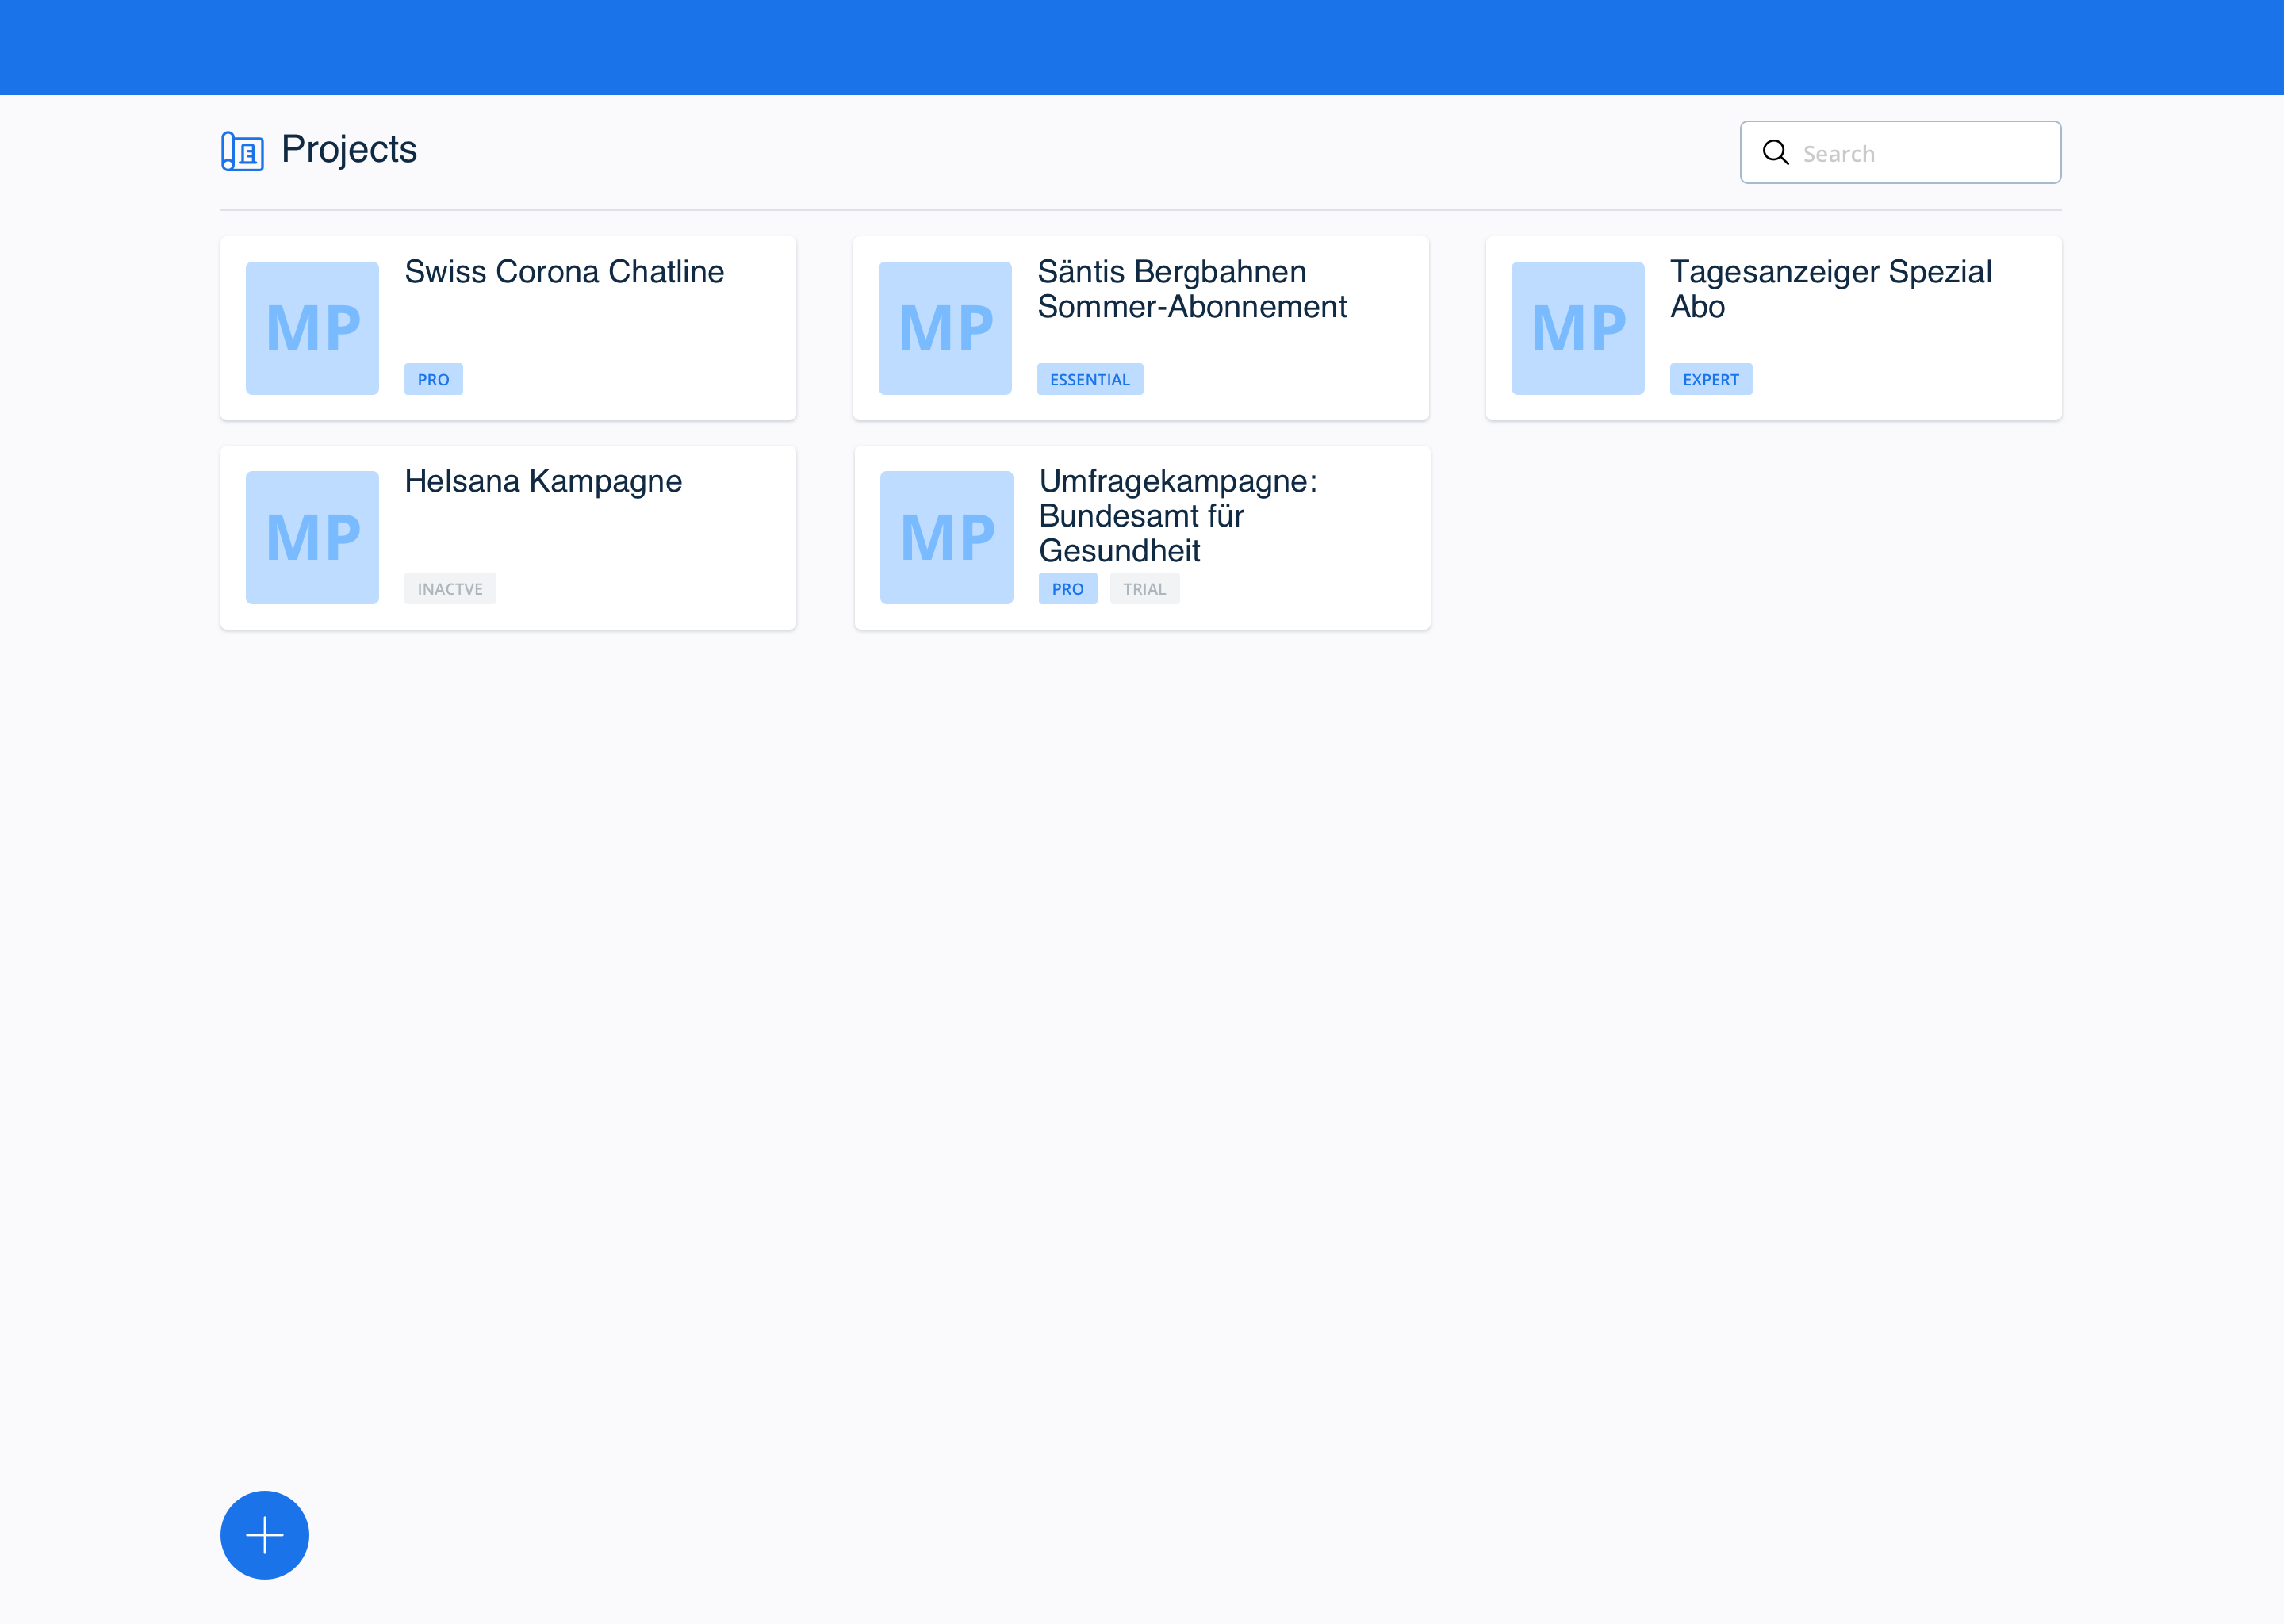 Projects
Search
MP
Swiss Corona Chatline
PRO
MP
Säntis Bergbahnen
Sommer-Abonnement
ESSENTIAL
MP
Tagesanzeiger Spezial
Abo
EXPERT
MP
Helsana Kampagne
INACTVE
MP
Umfragekampagne:
Bundesamt für
Gesundheit
PRO TRIAL